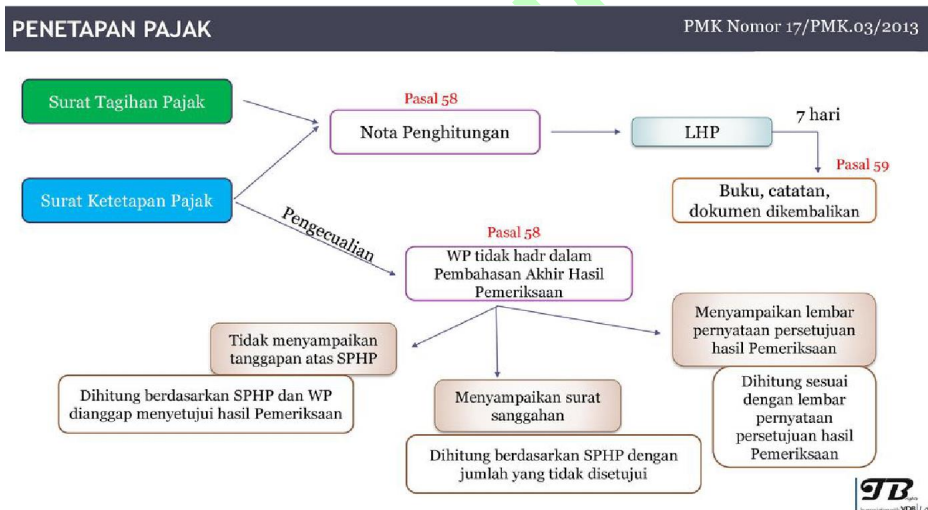 PENETAPAN PAJAK
PMK Nomor 17/PMK.03/2013
Surat Tagihan Pajak
Pasal 58
Nota Penghitungan
LHP
7 hari
Pasal 59
Buku, catatan,
dokumen dikembalikan
Surat Ketetapan Pajak
Pengecualian
Pasal 58
WP tidak hadr dalam
Pembahasan Akhir Hasil
Pemeriksaan
Tidak menyampaikan
tanggapan atas SPHP
Dihitung berdasarkan SPHP dan WP
dianggap menyetujui hasil Pemeriksaan
Menyampaikan surat
sanggahan
Dihitung berdasarkan SPHP dengan
jumlah yang tidak disetujui
Menyampaikan lembar
pernyataan persetujuan
hasil Pemeriksaan
Dihitung sesuai
dengan lembar
pernyataan
persetujuan hasil
Pemeriksaan
TB